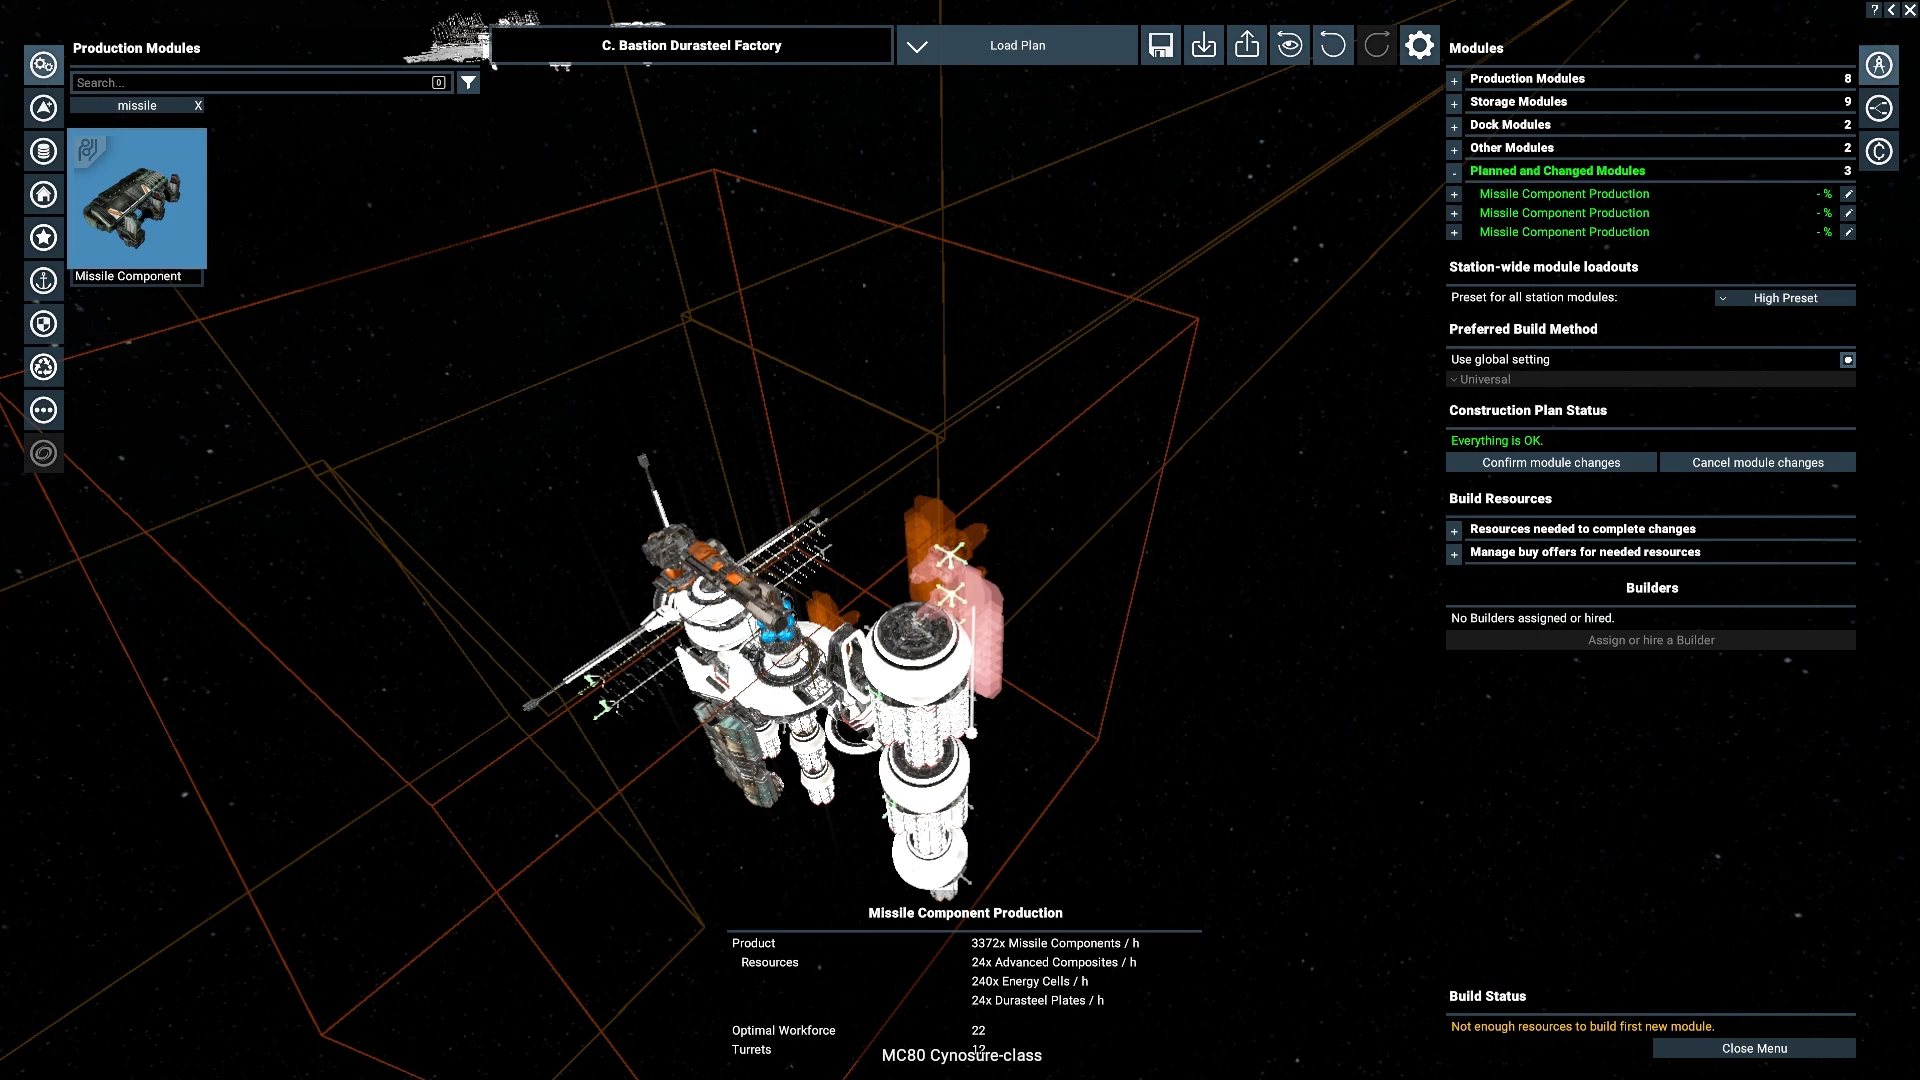 ? < X
Production Modules
Search... 0
missile X
Missile Component
C. Bastion Durasteel Factory
Load Plan
Modules
+ Production Modules 8
+ Storage Modules 9
+ Dock Modules 2
+ Other Modules 2
- Planned and Changed Modules 3
+ Missile Component Production - %
+ Missile Component Production - %
+ Missile Component Production - %
Station-wide module loadouts
Preset for all station modules: High Preset
Preferred Build Method
Use global setting
Universal
Construction Plan Status
Everything is OK.
Confirm module changes Cancel module changes
Build Resources
+ Resources needed to complete changes
+ Manage buy offers for needed resources
Builders
No Builders assigned or hired.
Assign or hire a Builder
Missile Component Production
Product 3372x Missile Components / h
Resources 24x Advanced Composites / h
240x Energy Cells / h
24x Durasteel Plates / h
Optimal Workforce 22
Turrets 12
MC80 Cynosure-class
Build Status
Not enough resources to build first new module.
Close Menu